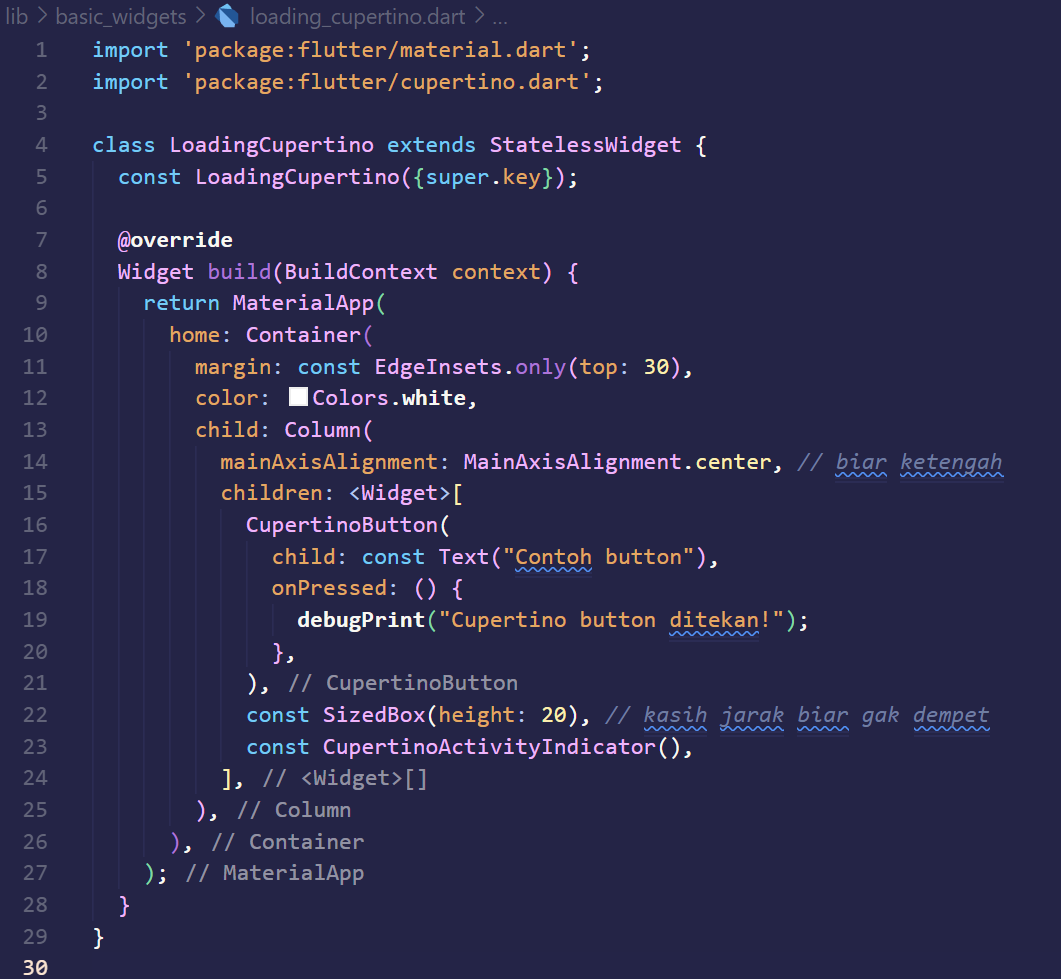 lib > basic_widgets > loading_cupertino.dart > ...
1 import 'package:flutter/material.dart';
2 import 'package:flutter/cupertino.dart';
3
4 class LoadingCupertino extends StatelessWidget {
5   const LoadingCupertino({super.key});
6
7   @override
8   Widget build(BuildContext context) {
9     return MaterialApp(
10       home: Container(
11         margin: const EdgeInsets.only(top: 30),
12         color: Colors.white,
13         child: Column(
14           mainAxisAlignment: MainAxisAlignment.center, // biar ketengah
15           children: <Widget>[
16             CupertinoButton(
17               child: const Text("Contoh button"),
18               onPressed: () {
19                 debugPrint("Cupertino button ditekan!");
20               },
21             ), // CupertinoButton
22             const SizedBox(height: 20), // kasih jarak biar gak dempet
23             const CupertinoActivityIndicator(),
24           ], // <Widget>[]
25         ), // Column
26       ), // Container
27     ); // MaterialApp
28   }
29 }
30